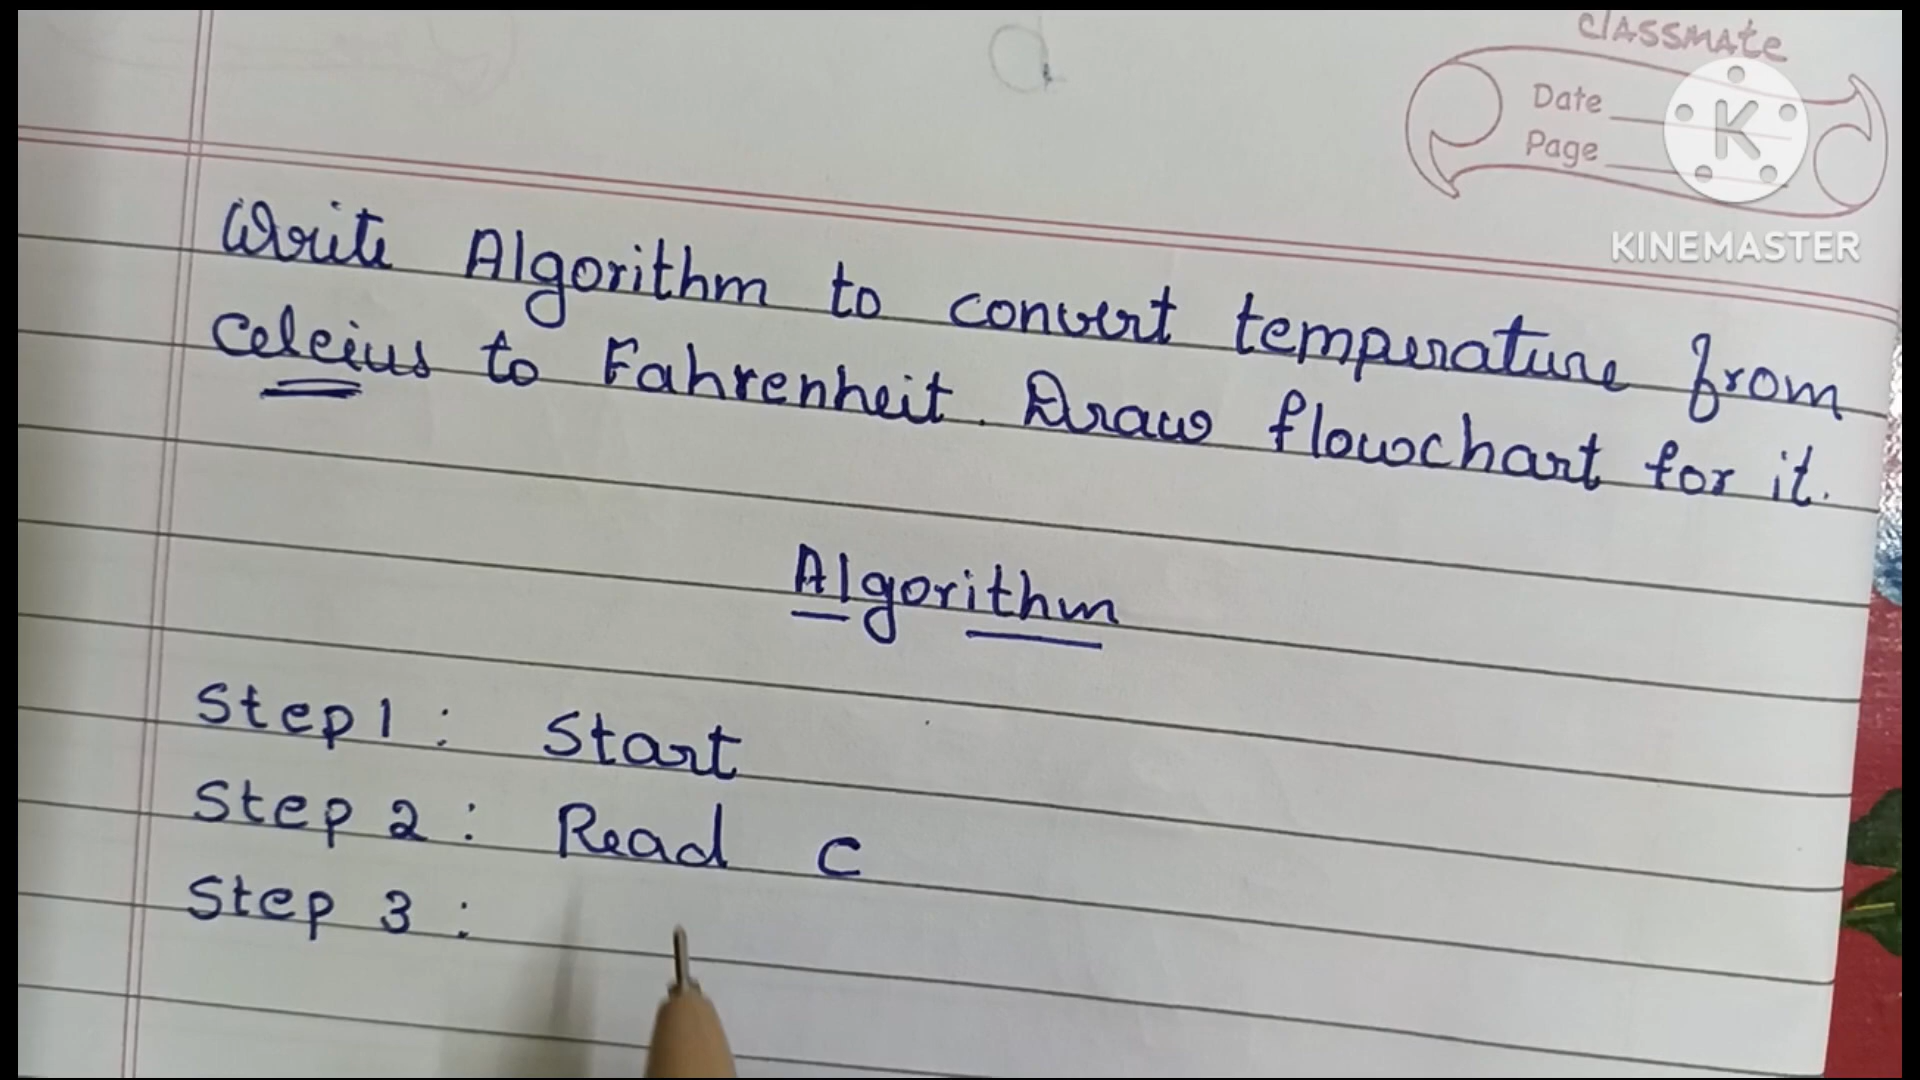 classmate
Date
Page
KINEMASTER
Write Algorithm to convert temperature from
Celcius to Fahrenheit. Draw flowchart for it.
Algorithm
Step 1 : Start
Step 2 : Read C
Step 3 :